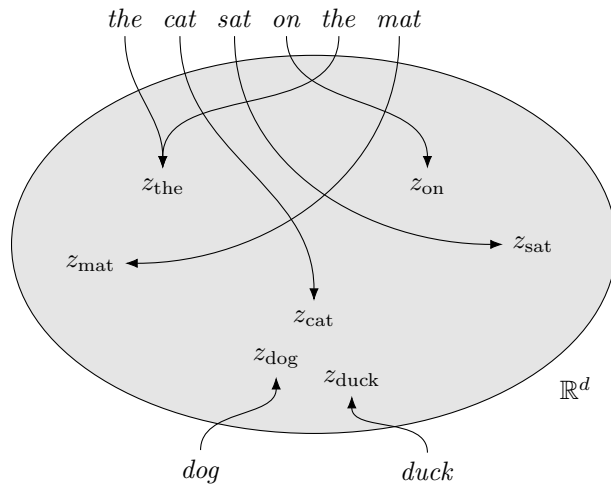 the cat sat on the mat
z_the z_on
z_sat
z_mat
z_cat
z_dog
z_duck
ℝ^d
dog duck